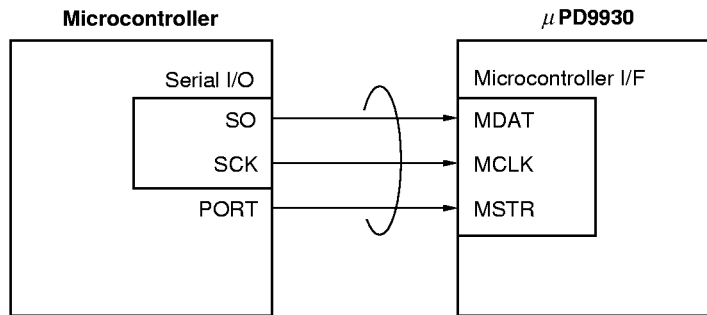 Microcontroller
μPD9930
Serial I/O
Microcontroller I/F
SO
MDAT
SCK
MCLK
PORT
MSTR